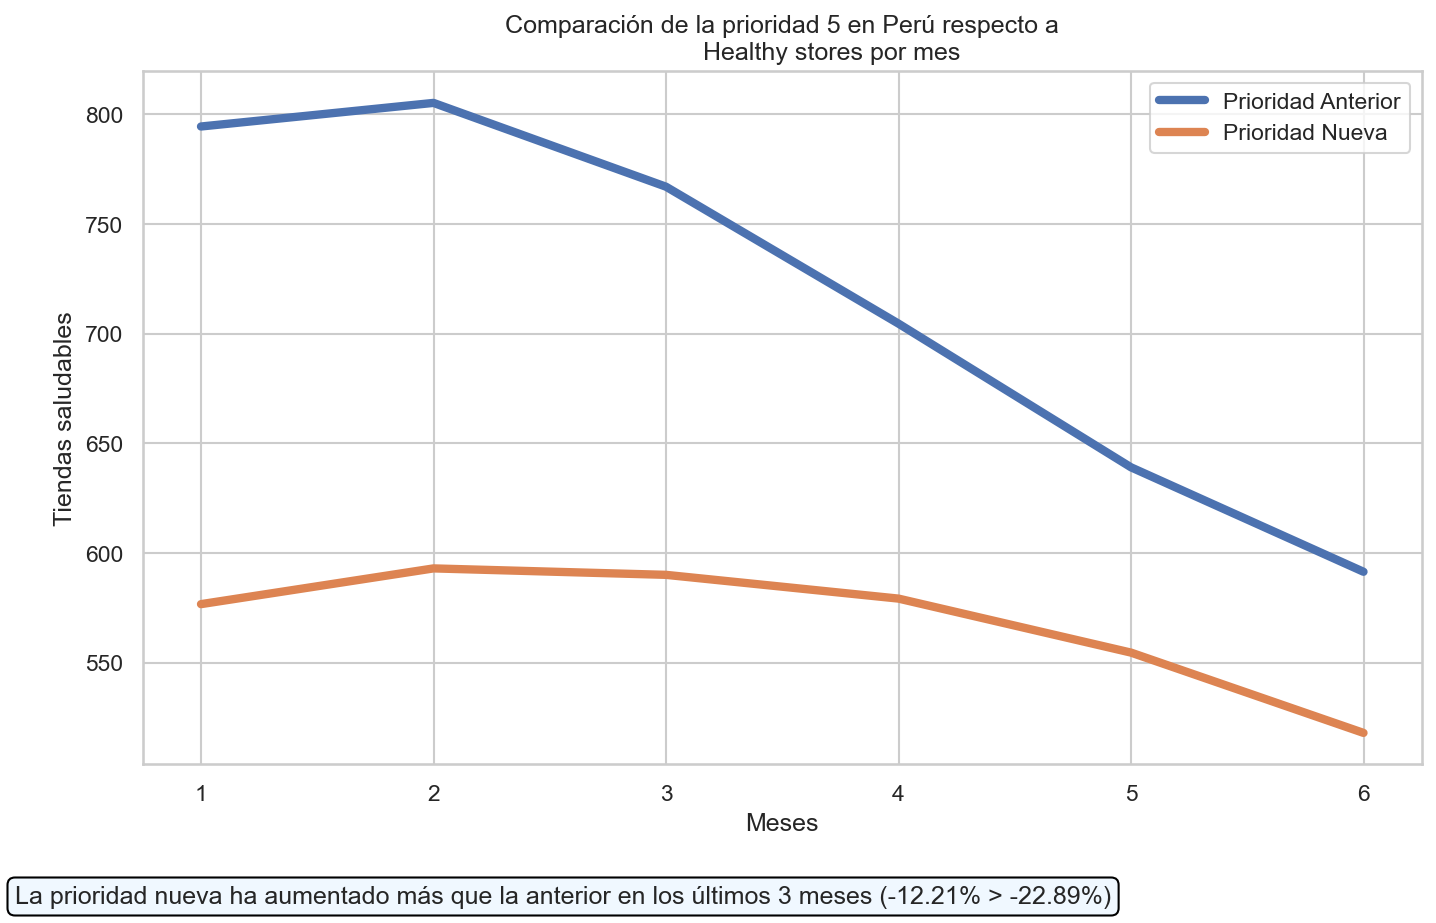 Comparación de la prioridad 5 en Perú respecto a
Healthy stores por mes
Prioridad Anterior
Prioridad Nueva
Tiendas saludables
800
750
700
650
600
550
1 2 3 4 5 6
Meses
La prioridad nueva ha aumentado más que la anterior en los últimos 3 meses (-12.21% > -22.89%)